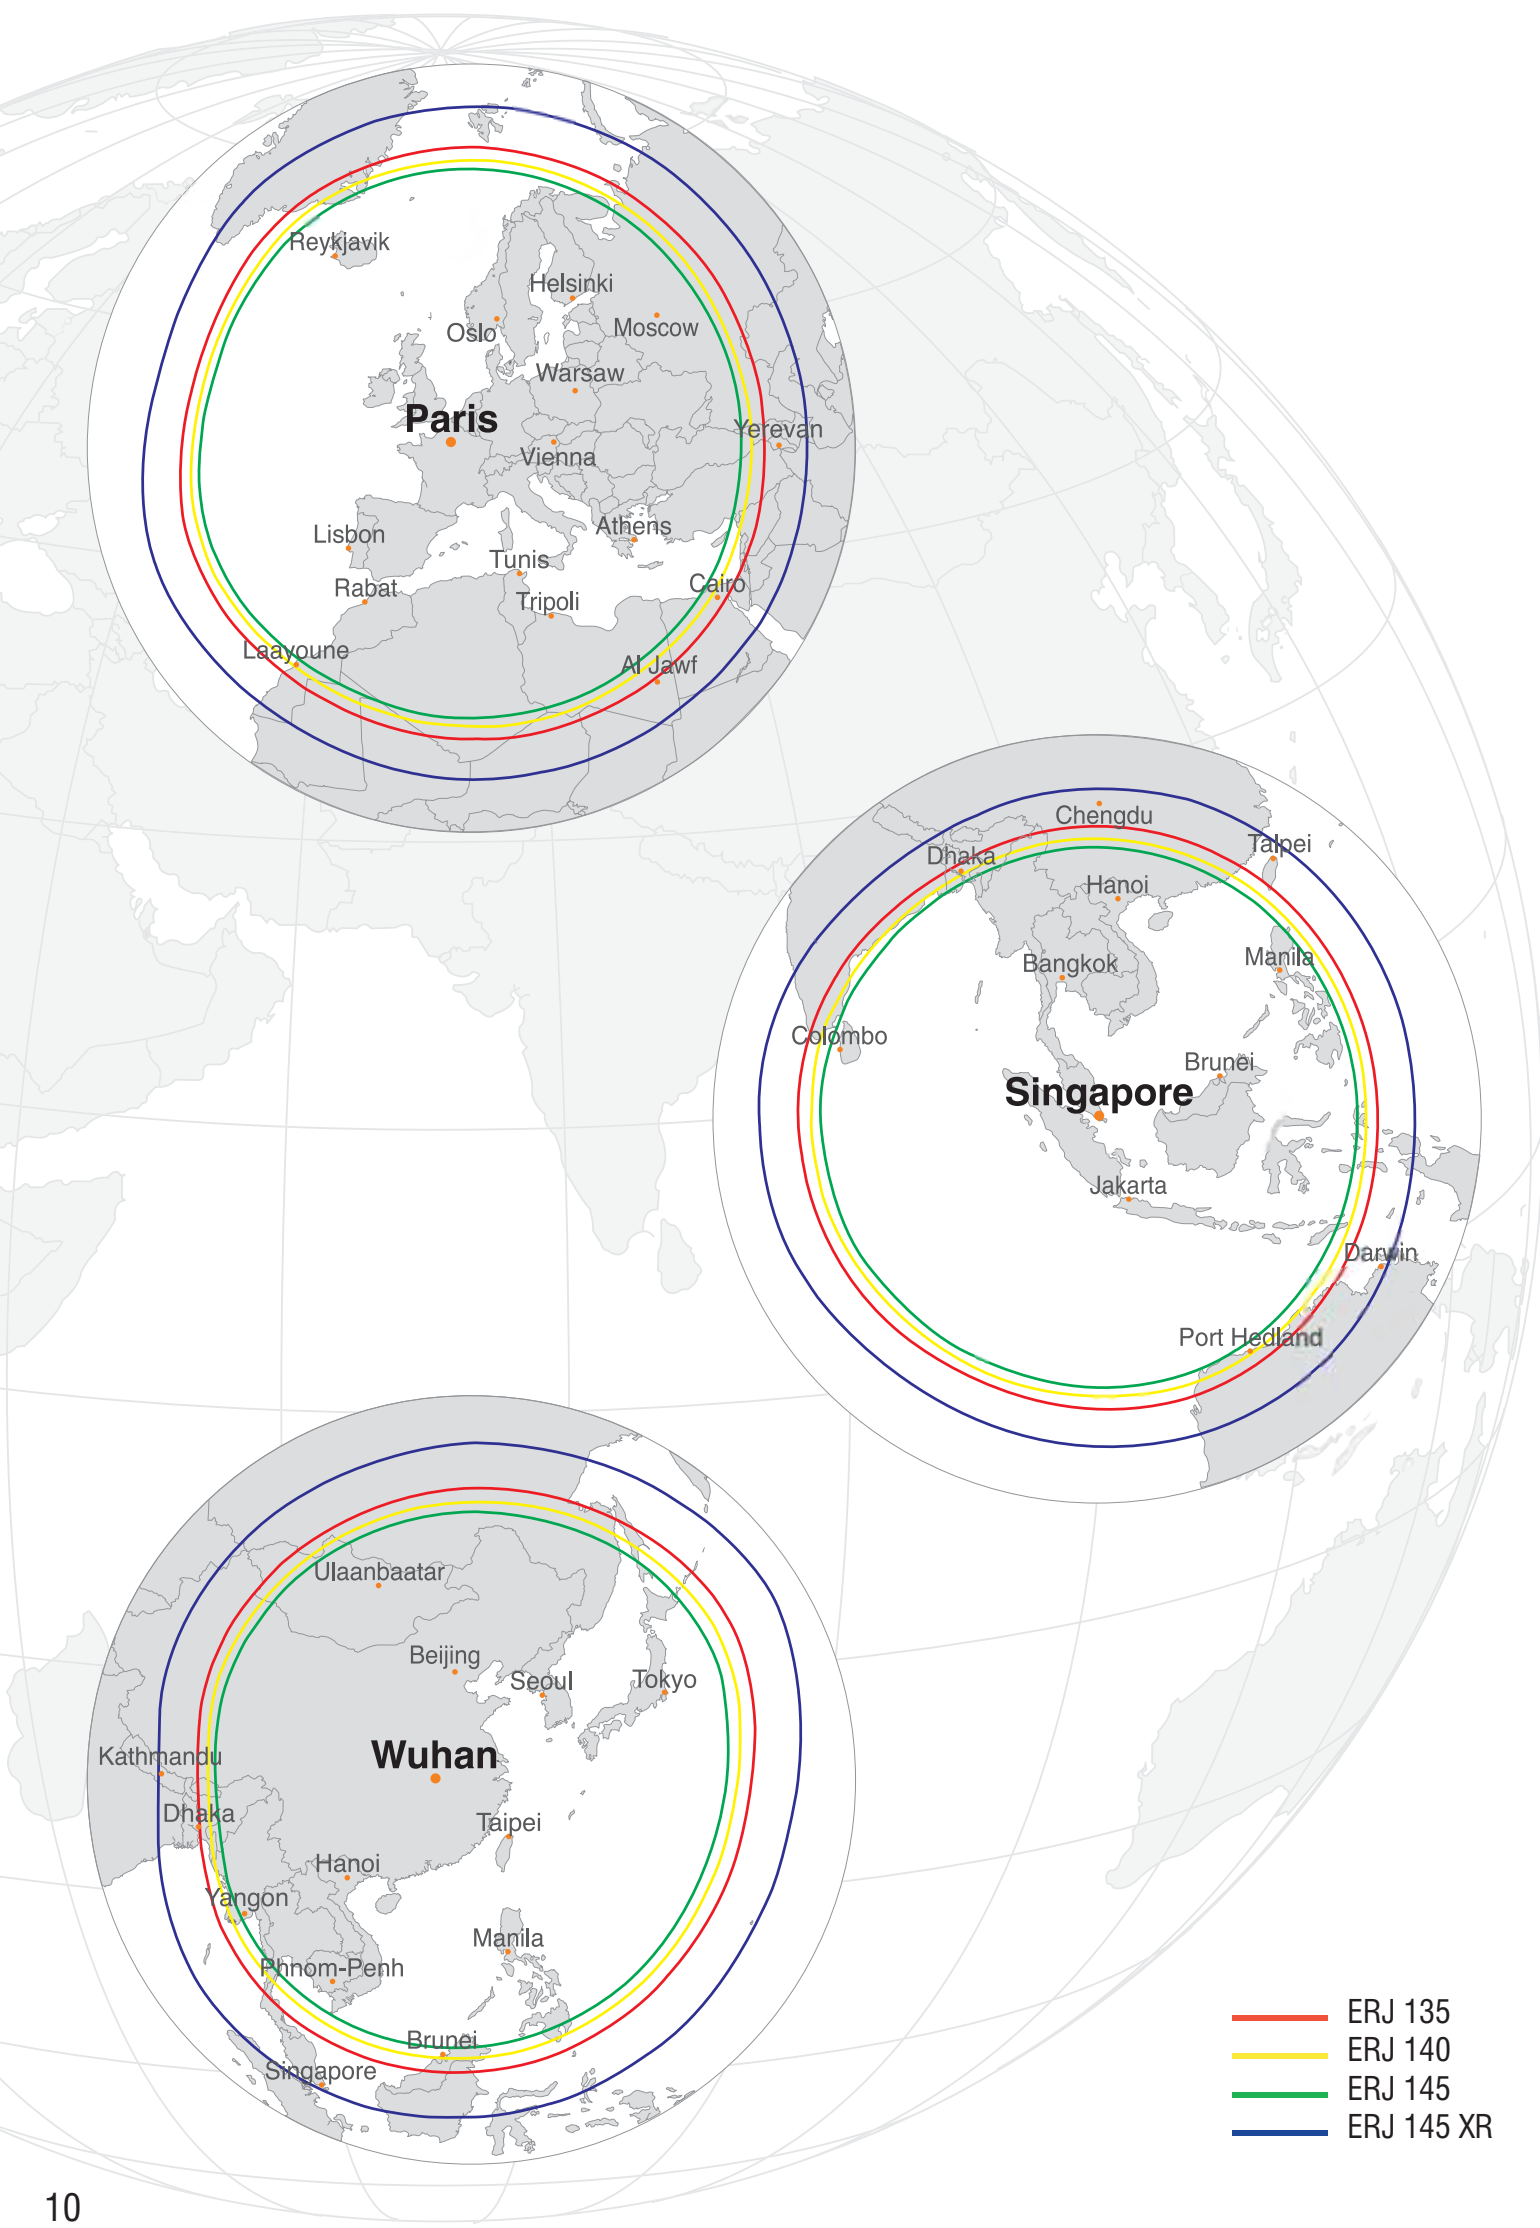 Reykjavik
Helsinki
Oslo
Moscow
Warsaw
Paris
Yerevan
Vienna
Lisbon
Athens
Tunis
Rabat
Cairo
Tripoli
Laayoune
Al Jawf
Chengdu
Dhaka
Taipei
Hanoi
Bangkok
Manila
Colombo
Brunei
Singapore
Jakarta
Darwin
Port Hedland
Ulaanbaatar
Beijing
Seoul
Tokyo
Kathmandu
Wuhan
Dhaka
Taipei
Hanoi
Yangon
Manila
Phnom-Penh
Brunei
Singapore
ERJ 135
ERJ 140
ERJ 145
ERJ 145 XR
10